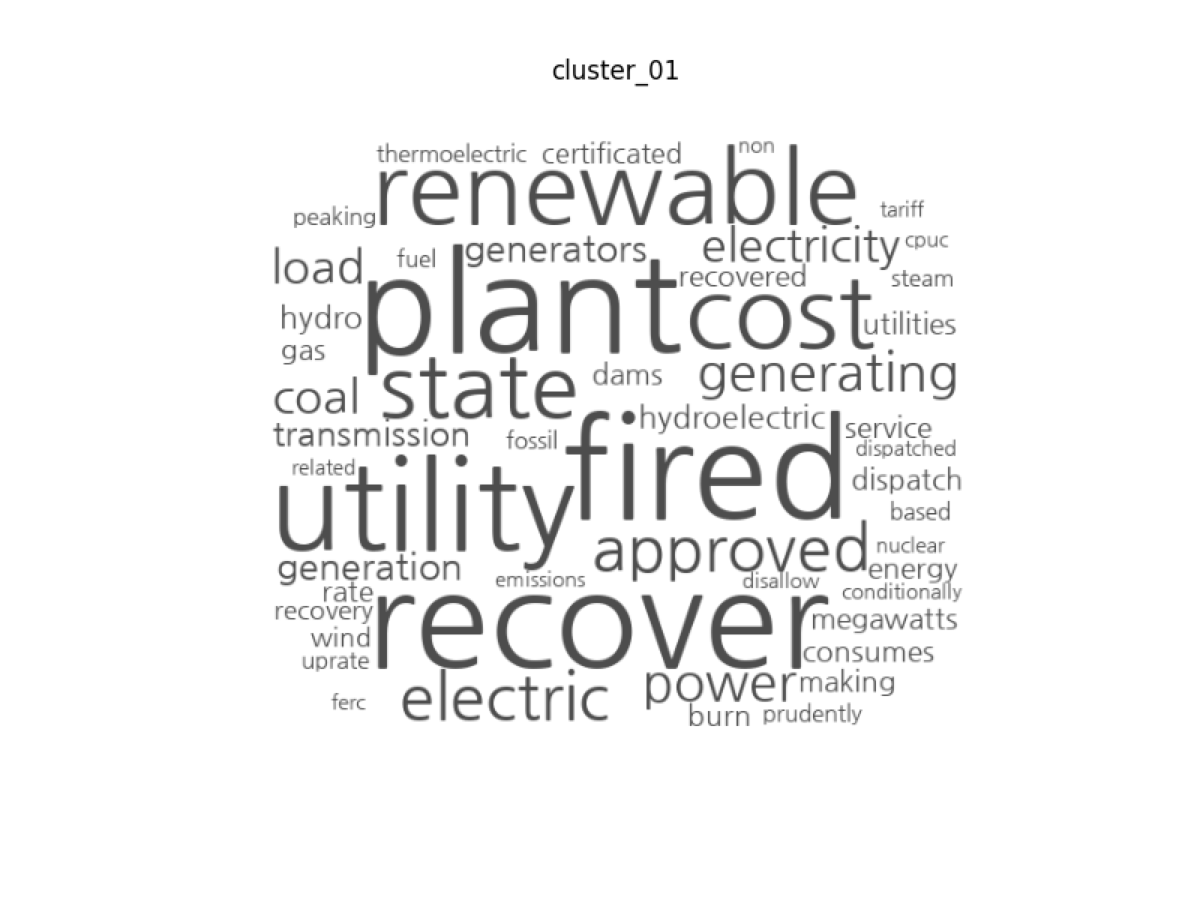 cluster_01
thermoelectric certificated non
renewable
peaking tariff
load fuel generators electricity cpuc
plant recovered steam
hydro cost utilities
gas
coal state dams generating
transmission fossil hydroelectric service
related fired dispatched
utility dispatch
based
approved nuclear
generation emissions disallow energy
rate conditionally
recovery recover megawatts
wind consumes
uprate
ferc electric power making
burn prudently